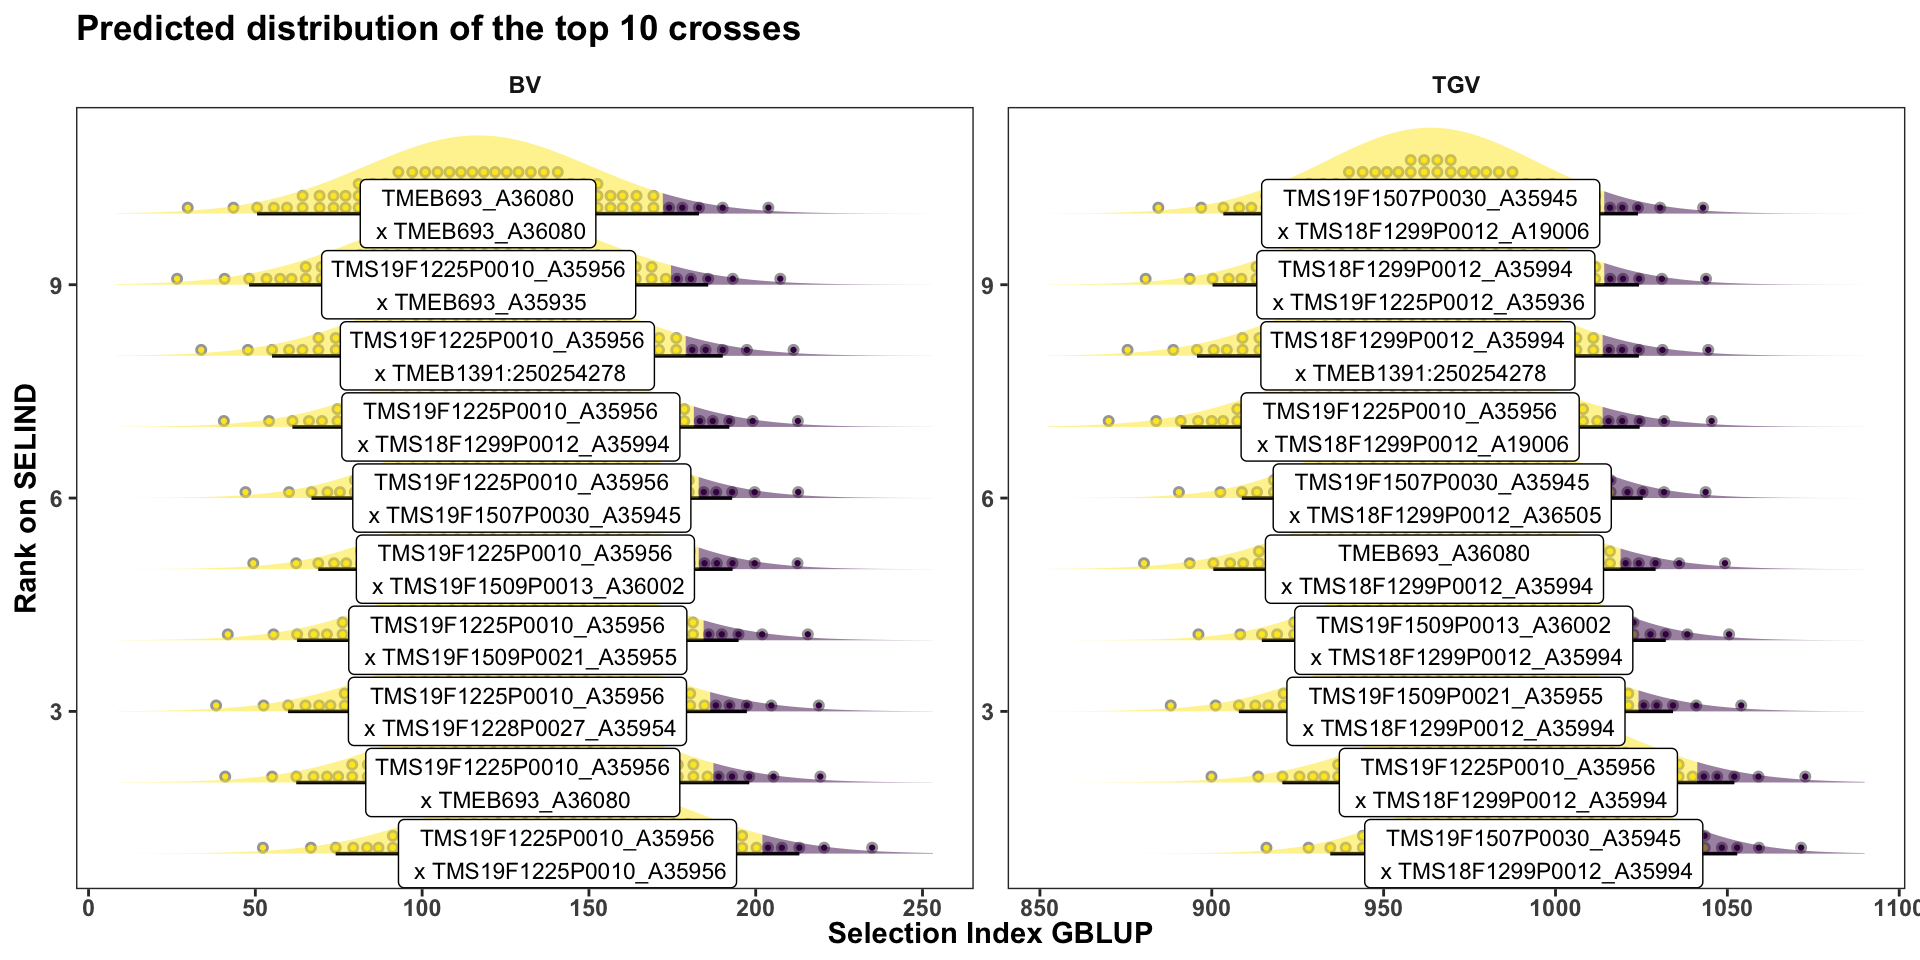 Predicted distribution of the top 10 crosses
BV
TMEB693_A36080
x TMEB693_A36080
TMS19F1225P0010_A35956
x TMEB693_A35935
TMS19F1225P0010_A35956
x TMEB1391:250254278
TMS19F1225P0010_A35956
x TMS18F1299P0012_A35994
TMS19F1225P0010_A35956
x TMS19F1507P0030_A35945
TMS19F1225P0010_A35956
x TMS19F1509P0013_A36002
TMS19F1225P0010_A35956
x TMS19F1509P0021_A35955
TMS19F1225P0010_A35956
x TMS19F1228P0027_A35954
TMS19F1225P0010_A35956
x TMEB693_A36080
TMS19F1225P0010_A35956
x TMS19F1225P0010_A35956
9
6
3
0 50 100 150 200 250
TGV
TMS19F1507P0030_A35945
x TMS18F1299P0012_A19006
TMS18F1299P0012_A35994
x TMS19F1225P0012_A35936
TMS18F1299P0012_A35994
x TMEB1391:250254278
TMS19F1225P0010_A35956
x TMS18F1299P0012_A19006
TMS19F1507P0030_A35945
x TMS18F1299P0012_A36505
TMEB693_A36080
x TMS18F1299P0012_A35994
TMS19F1509P0013_A36002
x TMS18F1299P0012_A35994
TMS19F1509P0021_A35955
x TMS18F1299P0012_A35994
TMS19F1225P0010_A35956
x TMS18F1299P0012_A35994
TMS19F1507P0030_A35945
x TMS18F1299P0012_A35994
9
6
3
850 900 950 1000 1050 1100
Rank on SELIND
Selection Index GBLUP